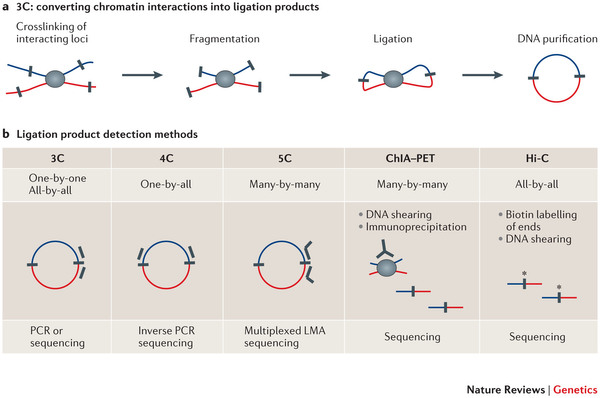 a 3C: converting chromatin interactions into ligation products
Crosslinking of
interacting loci
Fragmentation
Ligation
DNA purification
b Ligation product detection methods
3C
4C
5C
ChIA–PET
Hi-C
One-by-one
All-by-all
One-by-all
Many-by-many
Many-by-many
All-by-all
• DNA shearing
• Immunoprecipitation
• Biotin labelling
of ends
• DNA shearing
*
*
PCR or
sequencing
Inverse PCR
sequencing
Multiplexed LMA
sequencing
Sequencing
Sequencing
Nature Reviews | Genetics